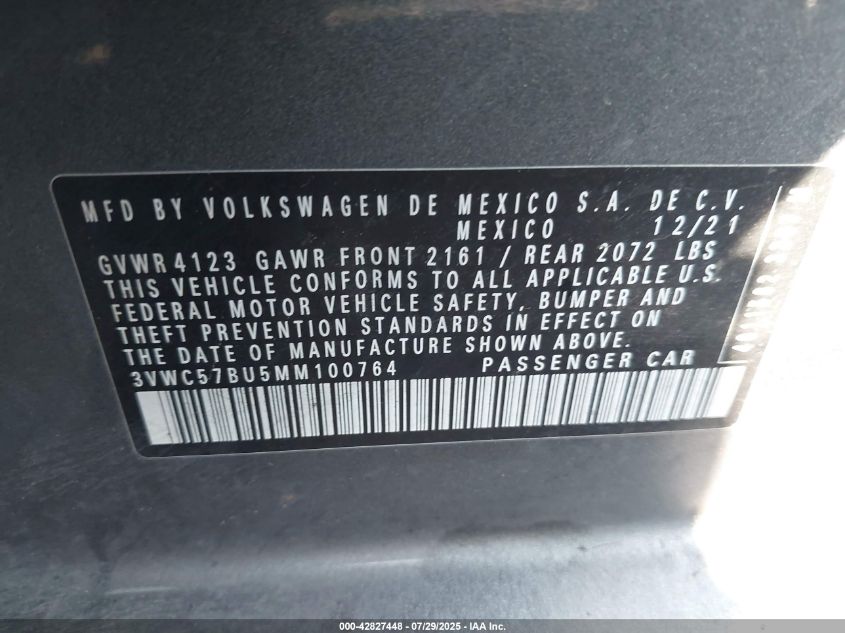 MFD BY VOLKSWAGEN DE MEXICO S.A. DE C.V.
MEXICO 12/21
GVWR 4123 GAWR FRONT 2161 / REAR 2072 LBS
THIS VEHICLE CONFORMS TO ALL APPLICABLE U.S.
FEDERAL MOTOR VEHICLE SAFETY, BUMPER AND
THEFT PREVENTION STANDARDS IN EFFECT ON
THE DATE OF MANUFACTURE SHOWN ABOVE.
3VWC57BU5MM100764 PASSENGER CAR
000-42827448 - 07/29/2025 - IAA Inc.